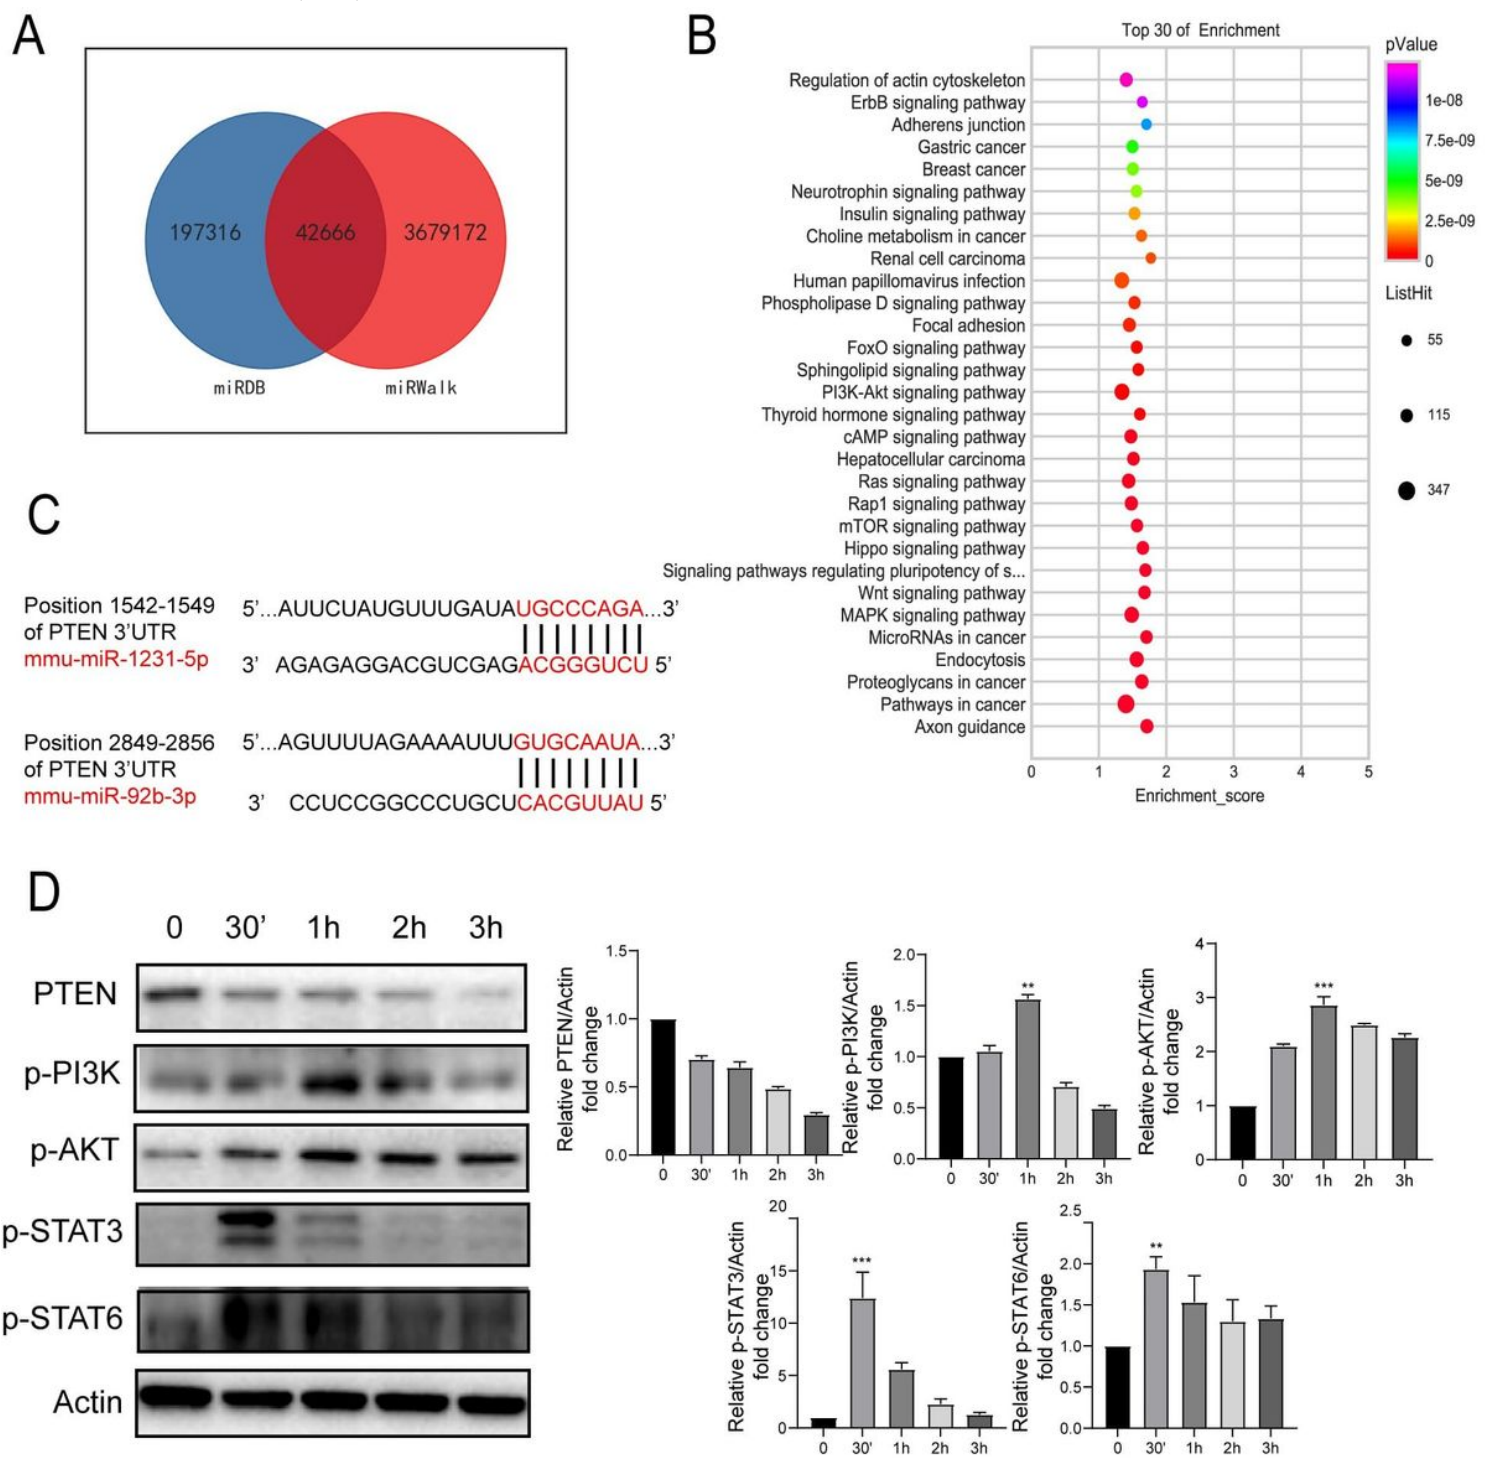 A
197316
42666
3679172
miRDB
miRWalk
B
Top 30 of Enrichment
Regulation of actin cytoskeleton
ErbB signaling pathway
Adherens junction
Gastric cancer
Breast cancer
Neurotrophin signaling pathway
Insulin signaling pathway
Choline metabolism in cancer
Renal cell carcinoma
Human papillomavirus infection
Phospholipase D signaling pathway
Focal adhesion
FoxO signaling pathway
Sphingolipid signaling pathway
PI3K-Akt signaling pathway
Thyroid hormone signaling pathway
cAMP signaling pathway
Hepatocellular carcinoma
Ras signaling pathway
Rap1 signaling pathway
mTOR signaling pathway
Hippo signaling pathway
Signaling pathways regulating pluripotency of s...
Wnt signaling pathway
MAPK signaling pathway
MicroRNAs in cancer
Endocytosis
Proteoglycans in cancer
Pathways in cancer
Axon guidance
0 1 2 3 4 5
Enrichment_score
pValue
1e-08
7.5e-09
5e-09
2.5e-09
0
ListHit
55
115
347
C
Position 1542-1549
of PTEN 3'UTR
mmu-miR-1231-5p
5'...AUUCUAUGUUUGAUAUGCCCAGA...3'
3' AGAGAGGACGUCGAGACGGGUCU 5'
Position 2849-2856
of PTEN 3'UTR
mmu-miR-92b-3p
5'...AGUUUUAGAAAAUUUGUGCAAUA...3'
3' CCUCCGGCCCUGCUCACGUUAU 5'
D
0 30' 1h 2h 3h
PTEN
p-PI3K
p-AKT
p-STAT3
p-STAT6
Actin
Relative PTEN/Actin
fold change
1.5
1.0
0.5
0.0
0 30' 1h 2h 3h
Relative p-PI3K/Actin
fold change
2.0
1.5
1.0
0.5
0.0
**
0 30' 1h 2h 3h
Relative p-AKT/Actin
fold change
4
3
2
1
0
***
0 30' 1h 2h 3h
Relative p-STAT3/Actin
fold change
20
15
10
5
0
***
0 30' 1h 2h 3h
Relative p-STAT6/Actin
fold change
2.5
2.0
1.5
1.0
0.5
0.0
**
0 30' 1h 2h 3h